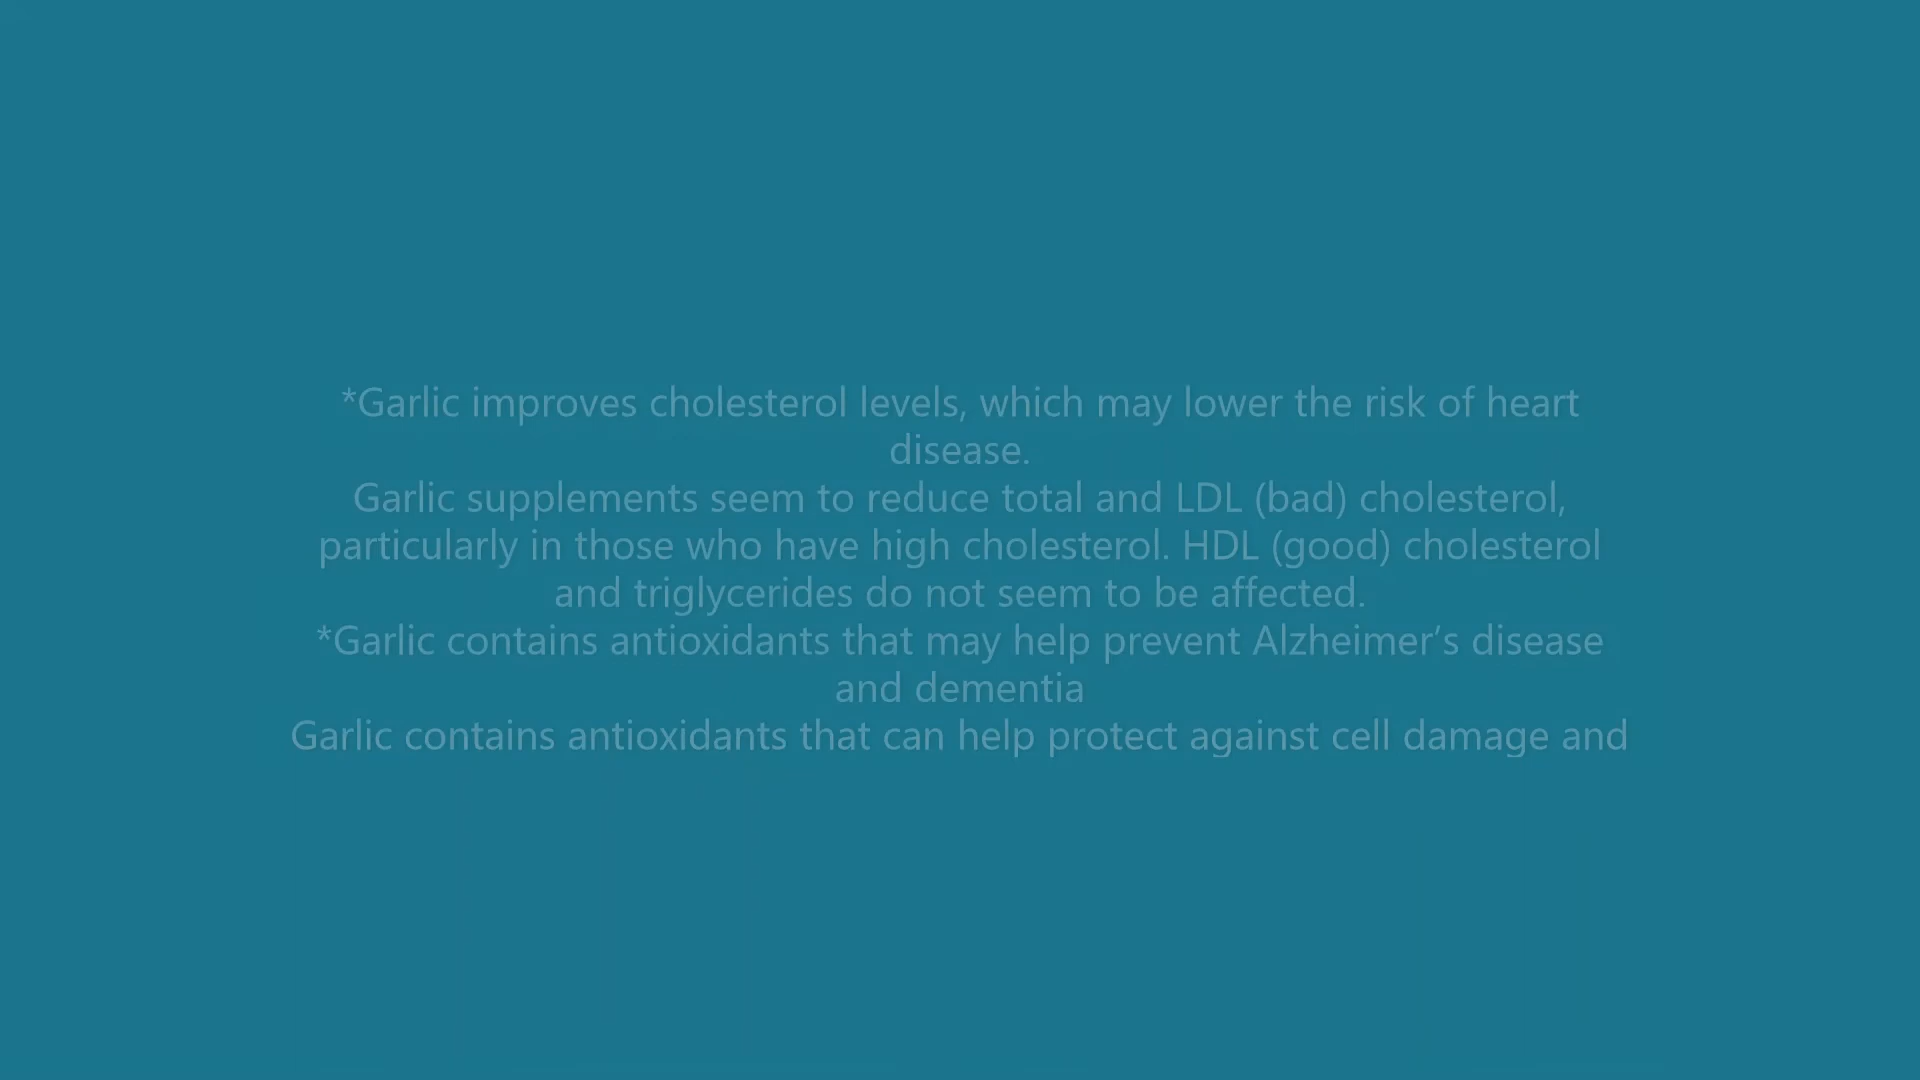 *Garlic improves cholesterol levels, which may lower the risk of heart
disease.
Garlic supplements seem to reduce total and LDL (bad) cholesterol,
particularly in those who have high cholesterol. HDL (good) cholesterol
and triglycerides do not seem to be affected.
*Garlic contains antioxidants that may help prevent Alzheimer’s disease
and dementia
Garlic contains antioxidants that can help protect against cell damage and